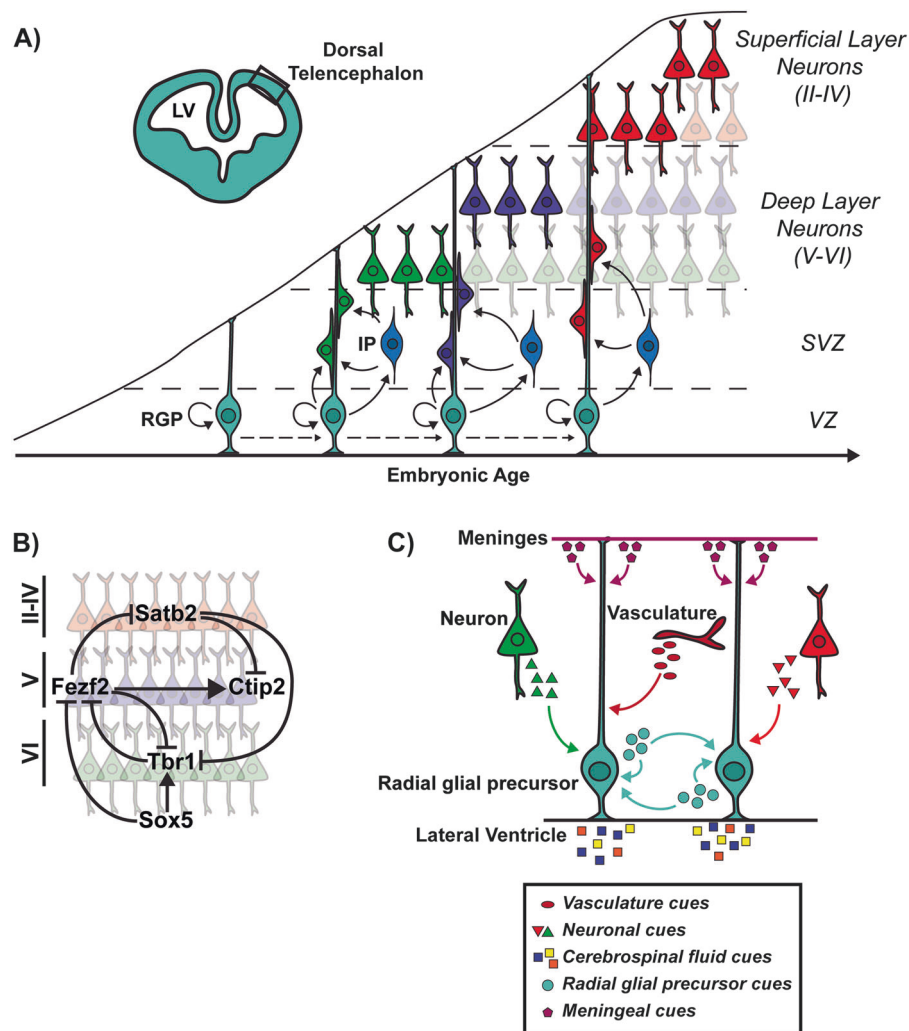 A)
Dorsal
Telencephalon
LV
Superficial Layer
Neurons
(II-IV)
Deep Layer
Neurons
(V-VI)
IP
SVZ
RGP
VZ
Embryonic Age
B)
II-IV
Satb2
V
Fezf2
Ctip2
VI
Tbr1
Sox5
C)
Meninges
Neuron
Vasculature
Radial glial precursor
Lateral Ventricle
Vasculature cues
Neuronal cues
Cerebrospinal fluid cues
Radial glial precursor cues
Meningeal cues